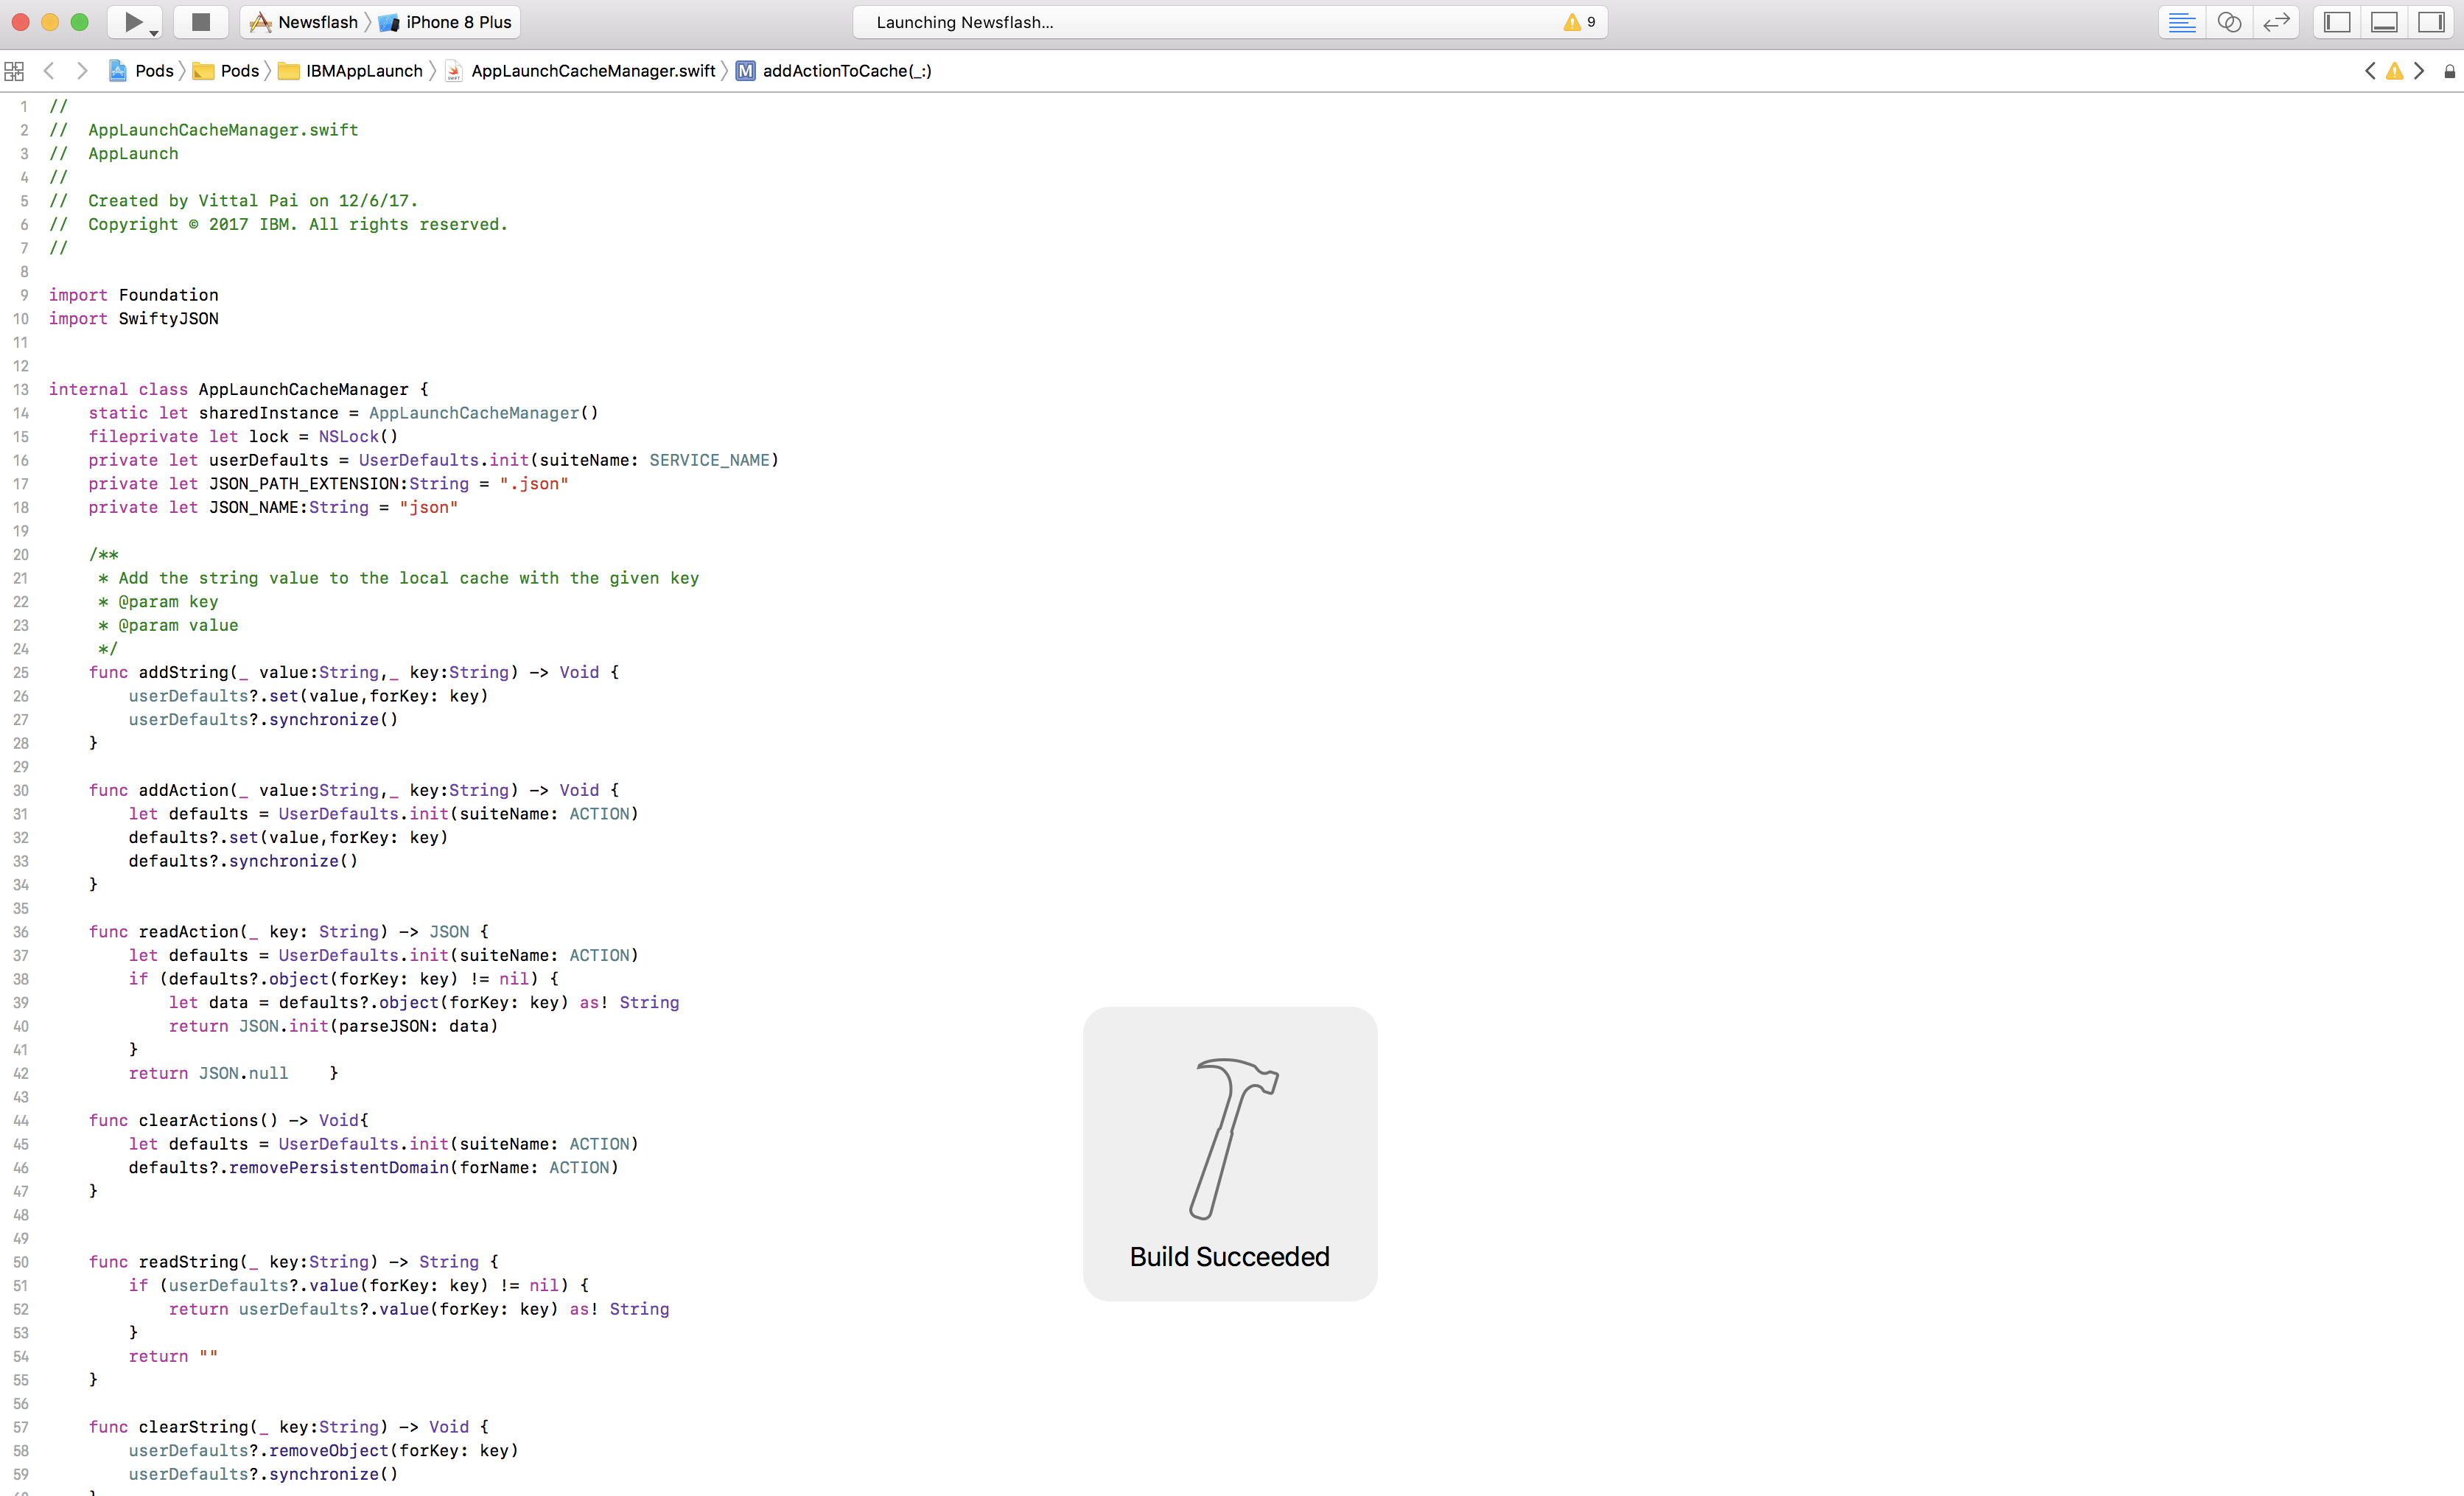 Newsflash iPhone 8 Plus Launching Newsflash... 9
Pods Pods IBMAppLaunch AppLaunchCacheManager.swift M addActionToCache(_:)
1 //
2 //  AppLaunchCacheManager.swift
3 //  AppLaunch
4 //
5 //  Created by Vittal Pai on 12/6/17.
6 //  Copyright © 2017 IBM. All rights reserved.
7 //
8
9 import Foundation
10 import SwiftyJSON
11
12
13 internal class AppLaunchCacheManager {
14     static let sharedInstance = AppLaunchCacheManager()
15     fileprivate let lock = NSLock()
16     private let userDefaults = UserDefaults.init(suiteName: SERVICE_NAME)
17     private let JSON_PATH_EXTENSION:String = ".json"
18     private let JSON_NAME:String = "json"
19
20     /**
21      * Add the string value to the local cache with the given key
22      * @param key
23      * @param value
24      */
25     func addString(_ value:String,_ key:String) -> Void {
26         userDefaults?.set(value,forKey: key)
27         userDefaults?.synchronize()
28     }
29
30     func addAction(_ value:String,_ key:String) -> Void {
31         let defaults = UserDefaults.init(suiteName: ACTION)
32         defaults?.set(value,forKey: key)
33         defaults?.synchronize()
34     }
35
36     func readAction(_ key: String) -> JSON {
37         let defaults = UserDefaults.init(suiteName: ACTION)
38         if (defaults?.object(forKey: key) != nil) {
39             let data = defaults?.object(forKey: key) as! String
40             return JSON.init(parseJSON: data)
41         }
42         return JSON.null    }
43
44     func clearActions() -> Void{
45         let defaults = UserDefaults.init(suiteName: ACTION)
46         defaults?.removePersistentDomain(forName: ACTION)
47     }
48
49
50     func readString(_ key:String) -> String {
51         if (userDefaults?.value(forKey: key) != nil) {
52             return userDefaults?.value(forKey: key) as! String
53         }
54         return ""
55     }
56
57     func clearString(_ key:String) -> Void {
58         userDefaults?.removeObject(forKey: key)
59         userDefaults?.synchronize()
Build Succeeded